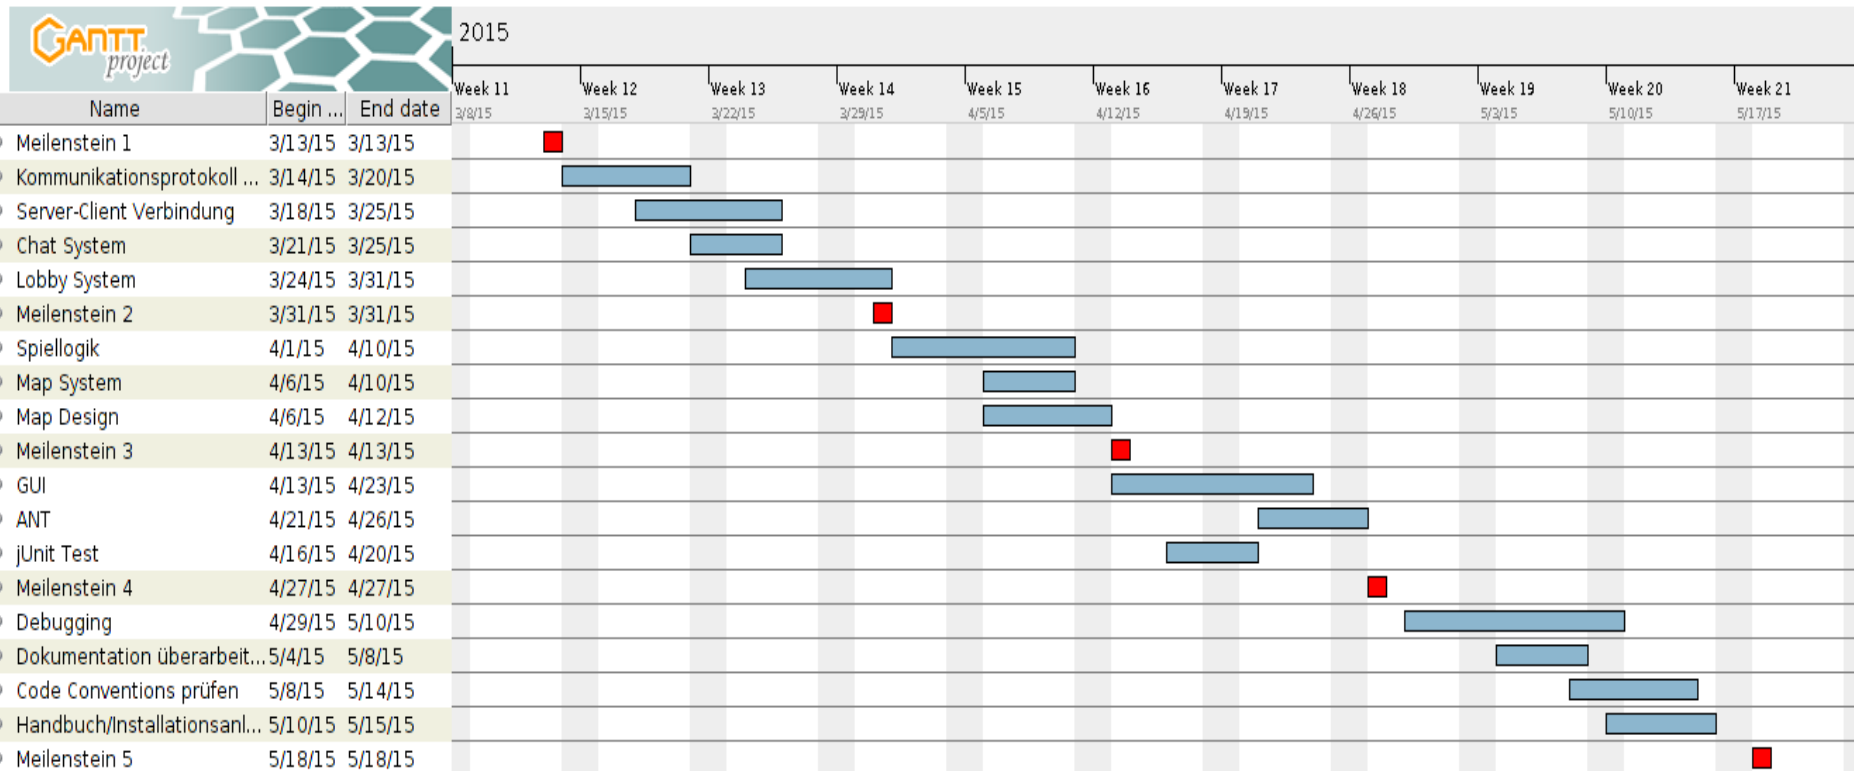 GANTT
project
2015
Week 11 Week 12 Week 13 Week 14 Week 15 Week 16 Week 17 Week 18 Week 19 Week 20 Week 21
Name Begin ... End date 3/8/15 3/15/15 3/22/15 3/29/15 4/5/15 4/12/15 4/19/15 4/26/15 5/3/15 5/10/15 5/17/15
Meilenstein 1 3/13/15 3/13/15
Kommunikationsprotokoll ... 3/14/15 3/20/15
Server-Client Verbindung 3/18/15 3/25/15
Chat System 3/21/15 3/25/15
Lobby System 3/24/15 3/31/15
Meilenstein 2 3/31/15 3/31/15
Spiellogik 4/1/15 4/10/15
Map System 4/6/15 4/10/15
Map Design 4/6/15 4/12/15
Meilenstein 3 4/13/15 4/13/15
GUI 4/13/15 4/23/15
ANT 4/21/15 4/26/15
jUnit Test 4/16/15 4/20/15
Meilenstein 4 4/27/15 4/27/15
Debugging 4/29/15 5/10/15
Dokumentation überarbeit... 5/4/15 5/8/15
Code Conventions prüfen 5/8/15 5/14/15
Handbuch/Installationsanl... 5/10/15 5/15/15
Meilenstein 5 5/18/15 5/18/15